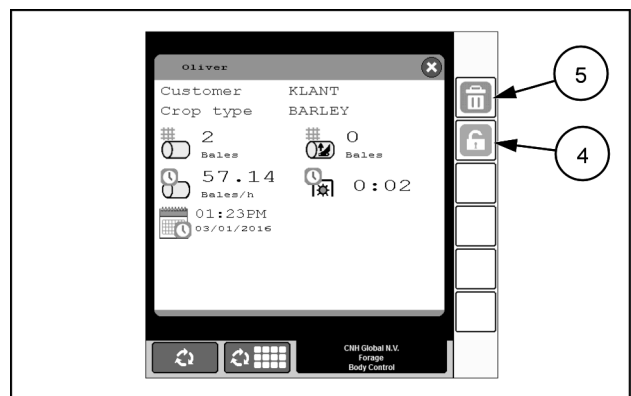 Oliver
Customer KLANT
Crop type BARLEY
2 0
Bales Bales
57.14 0:02
Bales/h
01:23PM
03/01/2016
CNH Global N.V.
Forage
Body Control
5
4